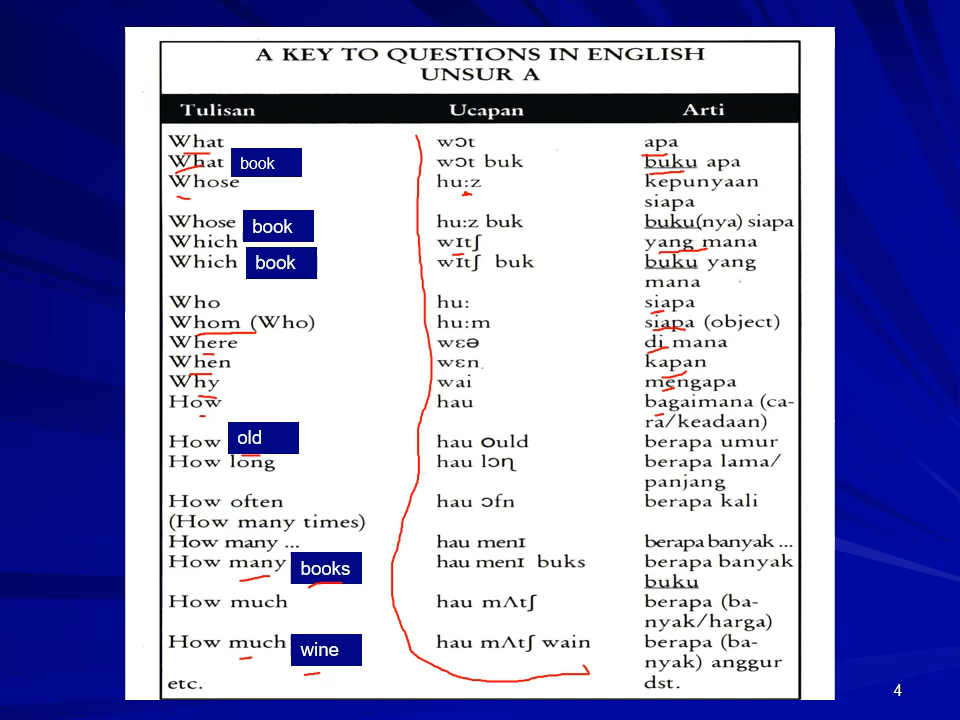 A KEY TO QUESTIONS IN ENGLISH
UNSUR A
Tulisan Ucapan Arti
What wɔt apa
What book wɔt buk buku apa
Whose hu:z kepunyaan
siapa
Whose book hu:z buk buku(nya) siapa
Which wɪtʃ yang mana
Which book wɪtʃ buk buku yang
mana
Who hu: siapa
Whom (Who) hu:m siapa (object)
Where wɛə di mana
When wɛn kapan
Why wai mengapa
How hau bagaimana (ca-
ra/keadaan)
How old hau ould berapa umur
How long hau lɔɳ berapa lama/
panjang
How often hau ɔfn berapa kali
(How many times)
How many ... hau menɪ berapa banyak ...
How many books hau menɪ buks berapa banyak
buku
How much hau mʌtʃ berapa (ba-
nyak/harga)
How much wine hau mʌtʃ wain berapa (ba-
nyak) anggur
etc. dst.
4